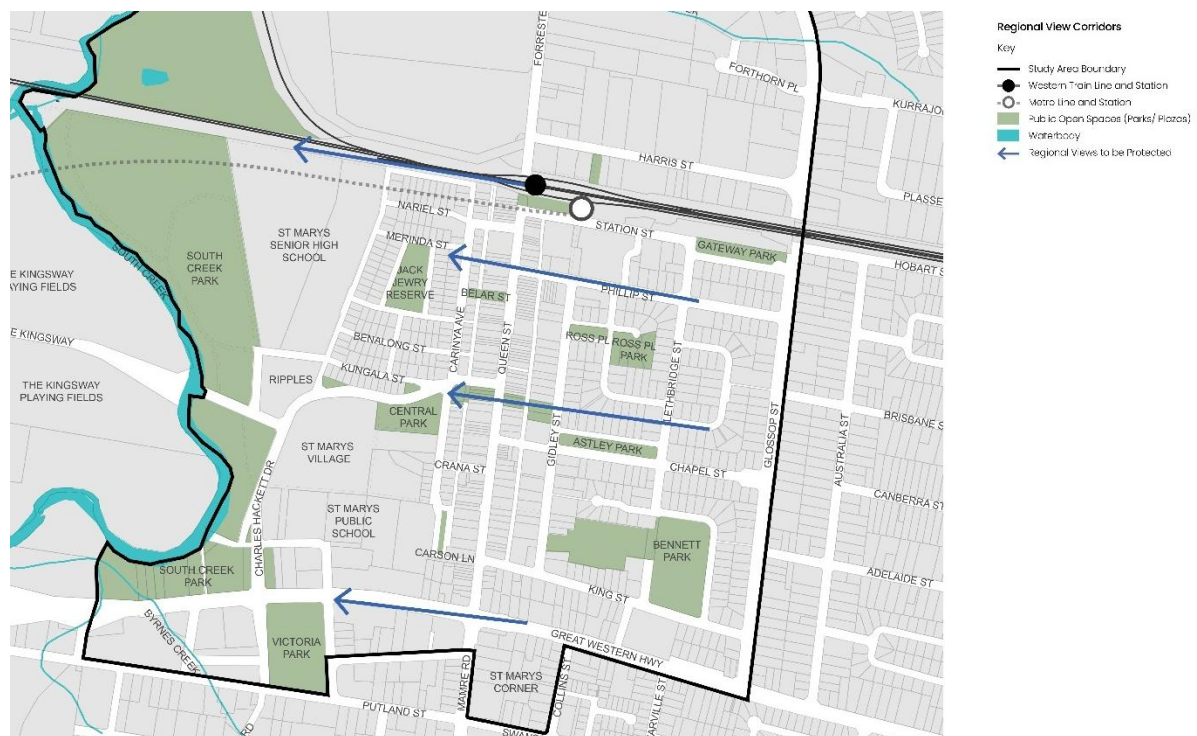 Regional View Corridors
Key
Study Area Boundary
Western Train Line and Station
Metro Line and Station
Public Open Spaces (Parks/ Plazas)
Waterbody
Regional Views to be Protected
FORRESTE
FORTHORN PL
KURRAJO
HARRIS ST
PLASSE
NARIEL ST
STATION ST
GATEWAY PARK
HOBART S
ST MARYS
SENIOR HIGH
SCHOOL
MERINDA ST
SOUTH
CREEK
PARK
SOUTH CREEK
JACK
JEWRY
RESERVE
BELAR ST
PHILLIP ST
E KINGSWAY
AYING FIELDS
CARINYA AVE
QUEEN ST
ROSS PL
ROSS PL
PARK
E KINGSWAY
BENALONG ST
KUNGALA ST
LETHBRIDGE ST
RIPPLES
THE KINGSWAY
PLAYING FIELDS
CENTRAL
PARK
GLOSSOP ST
AUSTRALIA ST
BRISBANE S
GIDLEY ST
ASTLEY PARK
ST MARYS
VILLAGE
CRANA ST
CHAPEL ST
CANBERRA ST
CHARLES HACKETT DR
ST MARYS
PUBLIC
SCHOOL
CARSON LN
BENNETT
PARK
SOUTH CREEK
PARK
ADELAIDE ST
KING ST
BYRNES CREEK
VICTORIA
PARK
GREAT WESTERN HWY
MAMRE RD
ST MARYS
CORNER
COLLINS ST
ARVILLE ST
PUTLAND ST
RD
SWAN